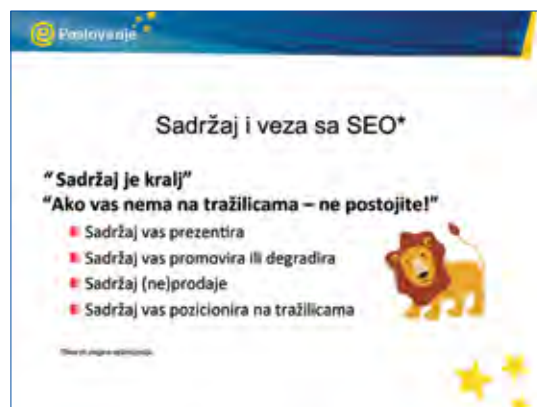 Poslovanje
Sadržaj i veza sa SEO*
“Sadržaj je kralj”
“Ako vas nema na tražilicama – ne postojite!”
Sadržaj vas prezentira
Sadržaj vas promovira ili degradira
Sadržaj (ne)prodaje
Sadržaj vas pozicionira na tražilicama